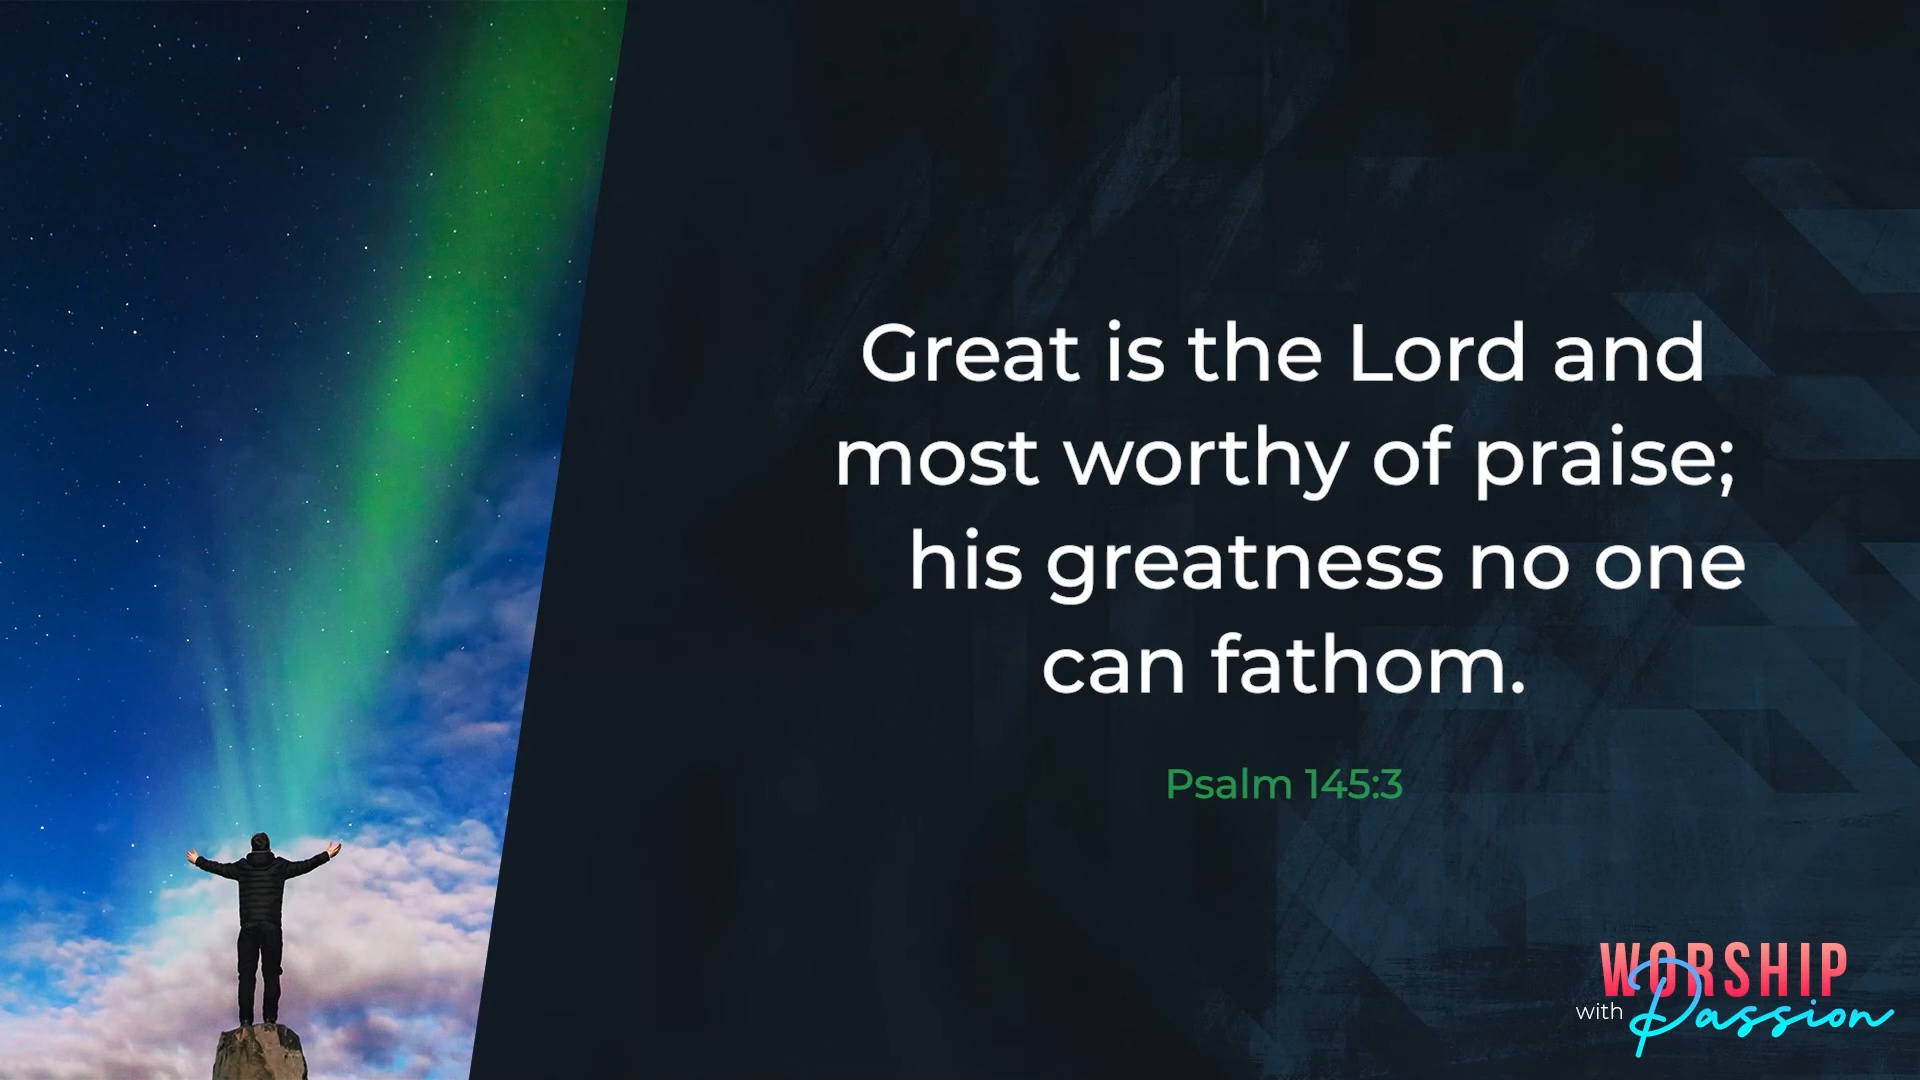 Great is the Lord and
most worthy of praise;
his greatness no one
can fathom.
Psalm 145:3
WORSHIP
with Passion